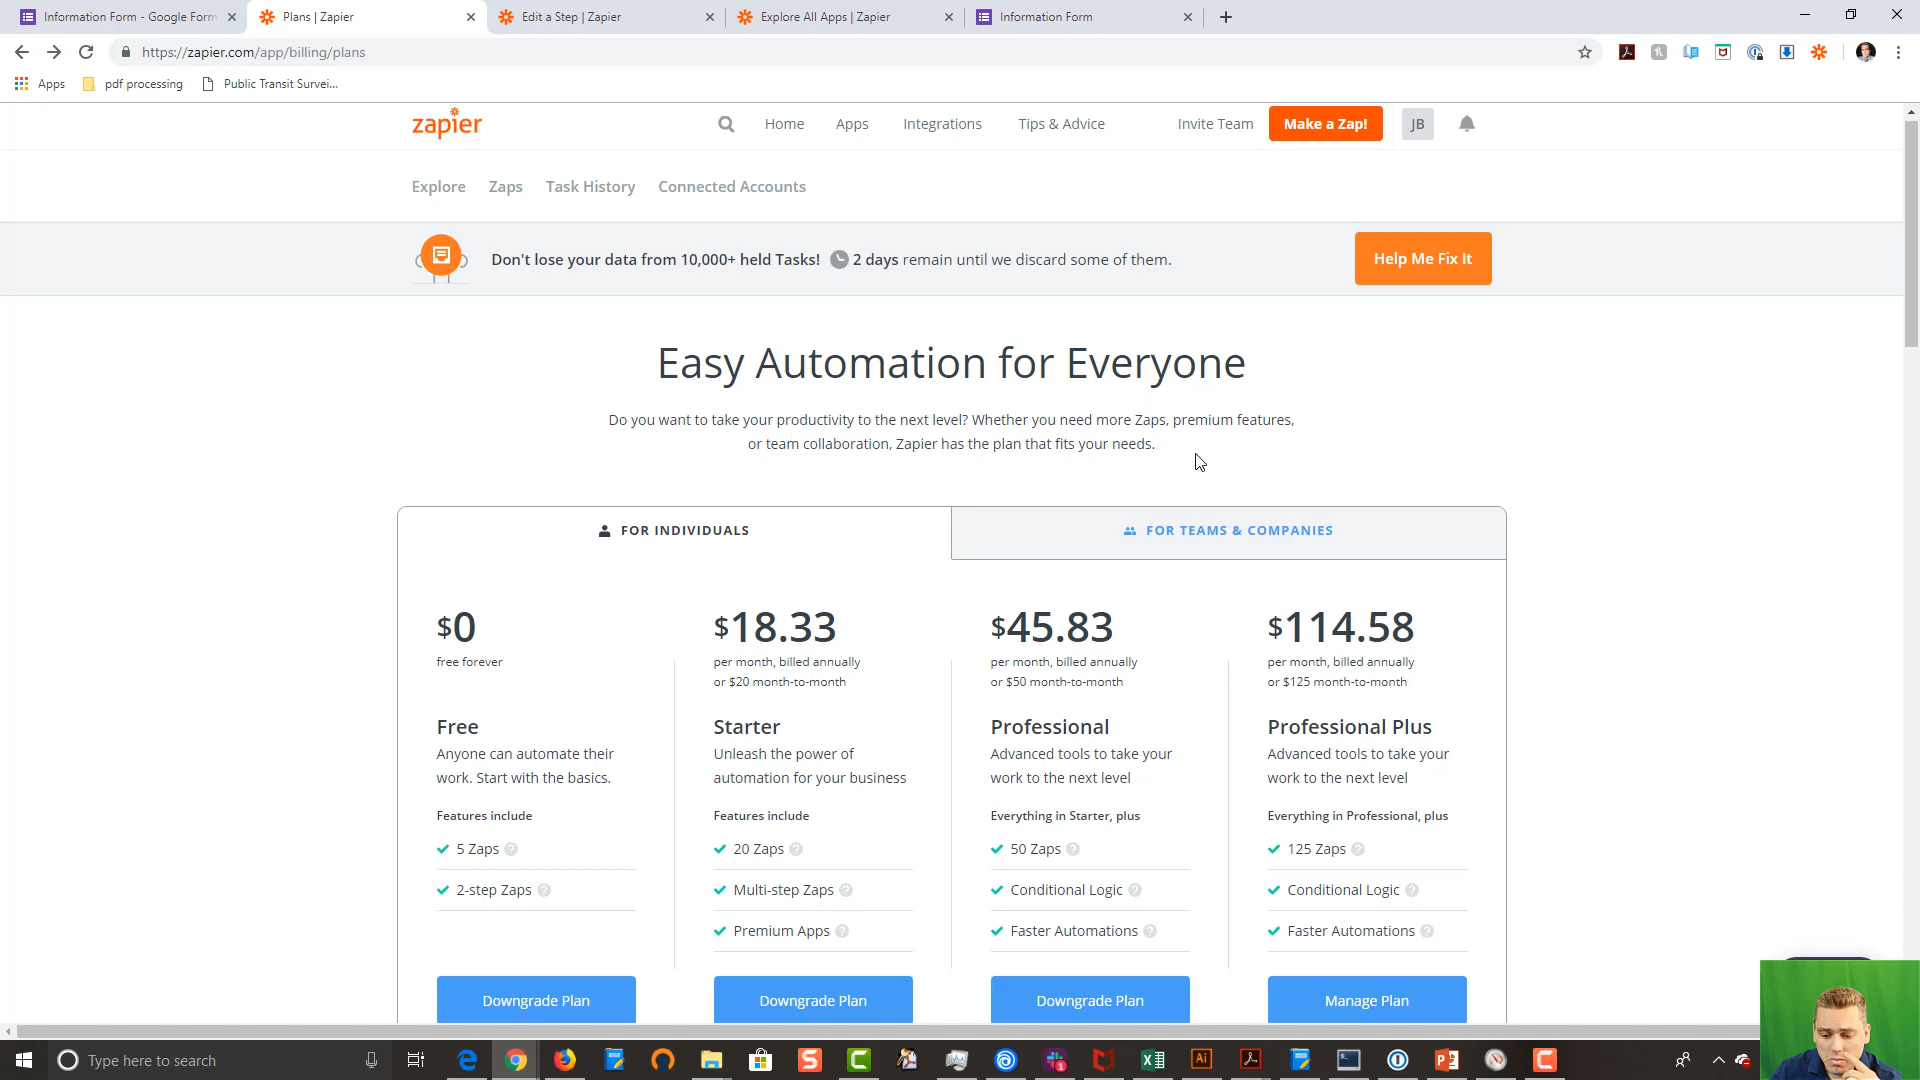 Information Form - Google Form
Plans | Zapier
Edit a Step | Zapier
Explore All Apps | Zapier
Information Form
https://zapier.com/app/billing/plans
Apps
pdf processing
Public Transit Survei...
zapier
Home
Apps
Integrations
Tips & Advice
Invite Team
Make a Zap!
JB
Explore
Zaps
Task History
Connected Accounts
Don't lose your data from 10,000+ held Tasks! 2 days remain until we discard some of them.
Help Me Fix It
Easy Automation for Everyone
Do you want to take your productivity to the next level? Whether you need more Zaps, premium features,
or team collaboration, Zapier has the plan that fits your needs.
FOR INDIVIDUALS
FOR TEAMS & COMPANIES
$0
free forever
Free
Anyone can automate their
work. Start with the basics.
Features include
5 Zaps ?
2-step Zaps ?
Downgrade Plan
$18.33
per month, billed annually
or $20 month-to-month
Starter
Unleash the power of
automation for your business
Features include
20 Zaps ?
Multi-step Zaps ?
Premium Apps ?
Downgrade Plan
$45.83
per month, billed annually
or $50 month-to-month
Professional
Advanced tools to take your
work to the next level
Everything in Starter, plus
50 Zaps ?
Conditional Logic ?
Faster Automations ?
Downgrade Plan
$114.58
per month, billed annually
or $125 month-to-month
Professional Plus
Advanced tools to take your
work to the next level
Everything in Professional, plus
125 Zaps ?
Conditional Logic ?
Faster Automations ?
Manage Plan
Type here to search